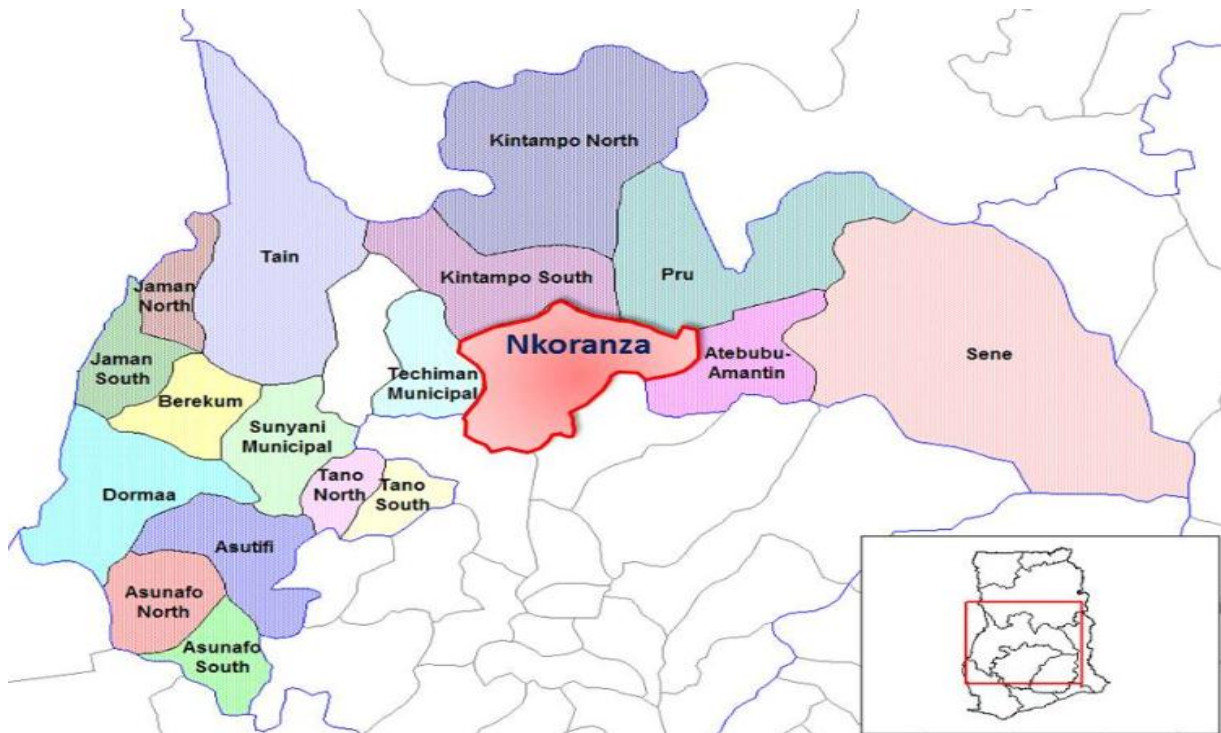 Kintampo North
Tain
Kintampo South
Pru
Jaman
North
Nkoranza
Jaman
South
Techiman
Municipal
Atebubu-
Amantin
Sene
Berekum
Sunyani
Municipal
Tano
North
Tano
South
Dormaa
Asutifi
Asunafo
North
Asunafo
South